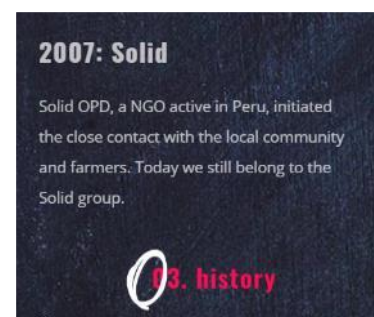 2007: Solid
Solid OPD, a NGO active in Peru, initiated
the close contact with the local community
and farmers. Today we still belong to the
Solid group.
03. history